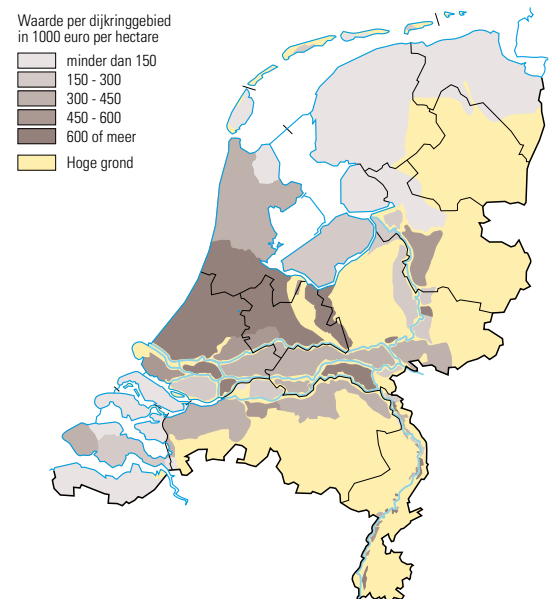 Waarde per dijkringgebied
in 1000 euro per hectare
minder dan 150
150 - 300
300 - 450
450 - 600
600 of meer
Hoge grond